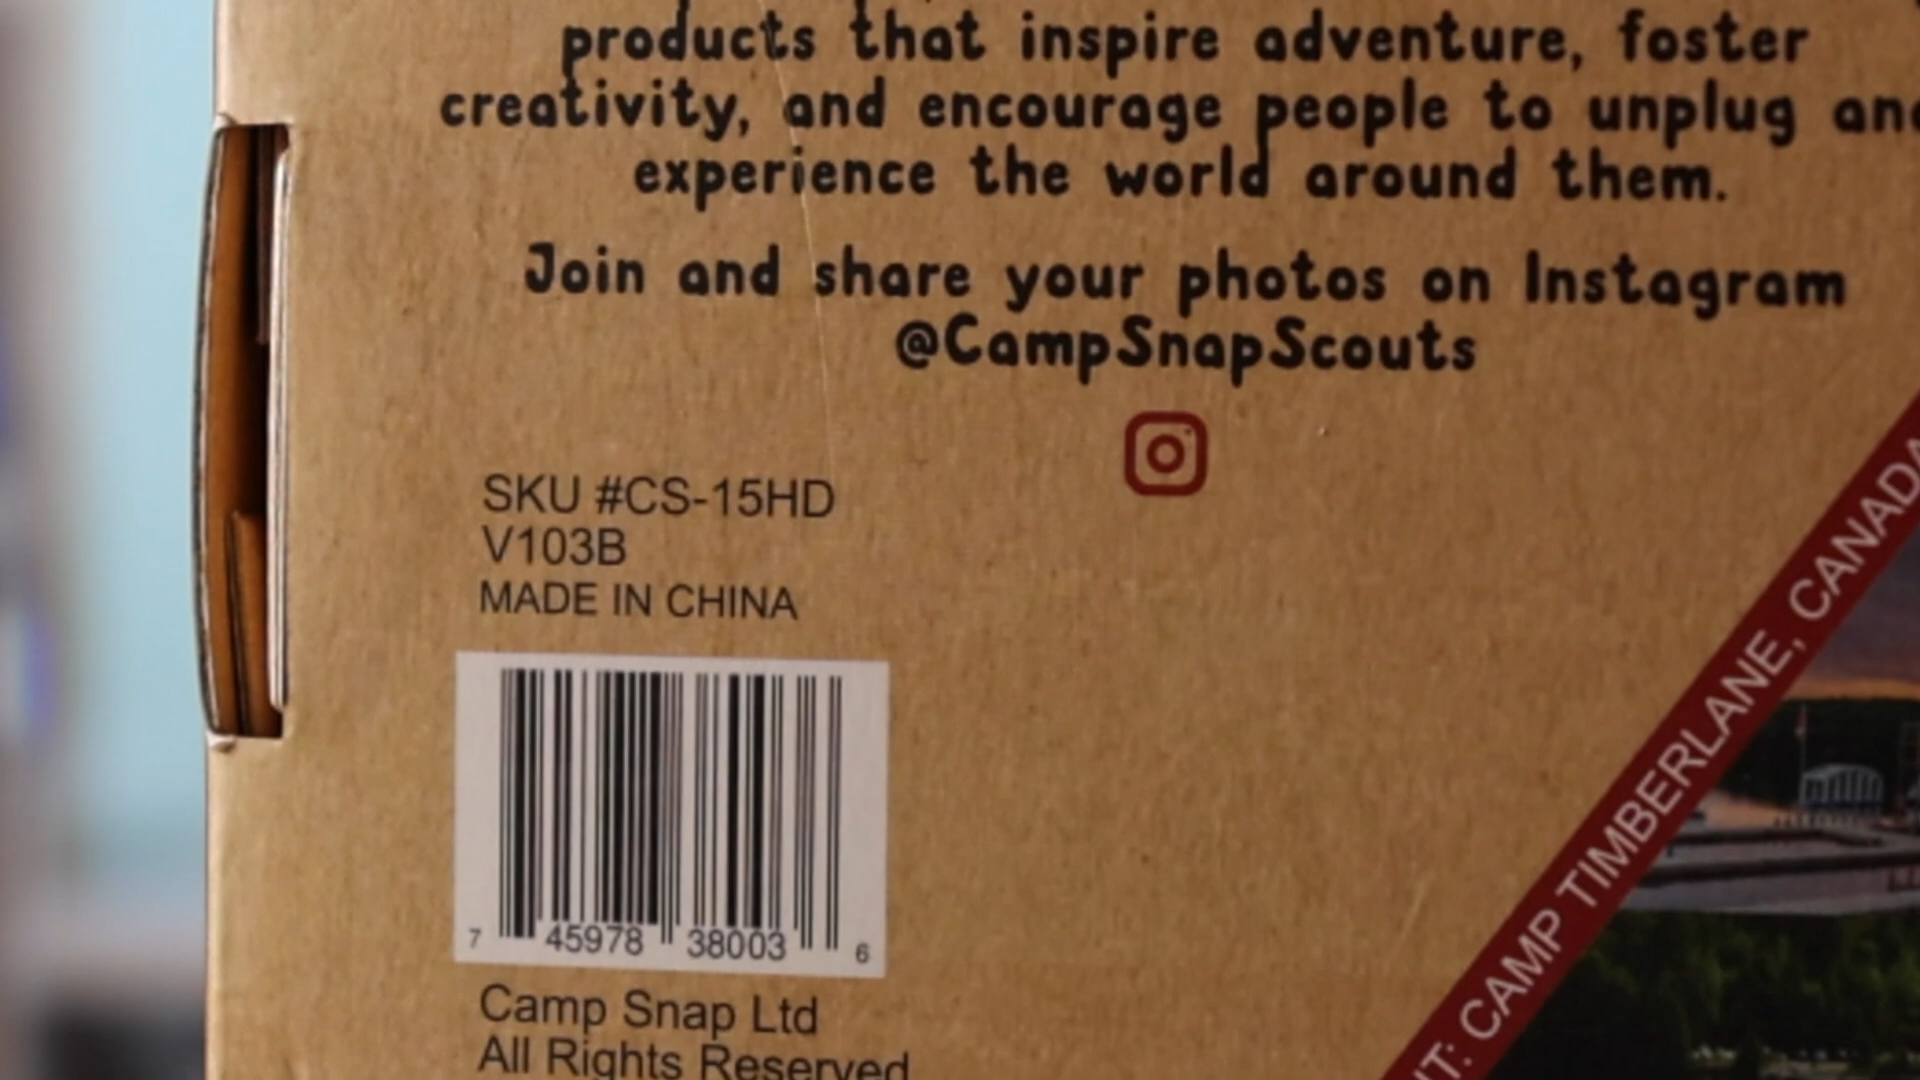 products that inspire adventure, foster
creativity, and encourage people to unplug and
experience the world around them.
Join and share your photos on Instagram
@CampSnapScouts
SKU #CS-15HD
V103B
MADE IN CHINA
7 45978 38003 6
Camp Snap Ltd
All Rights Reserved
CAMP TIMBERLANE, CANADA